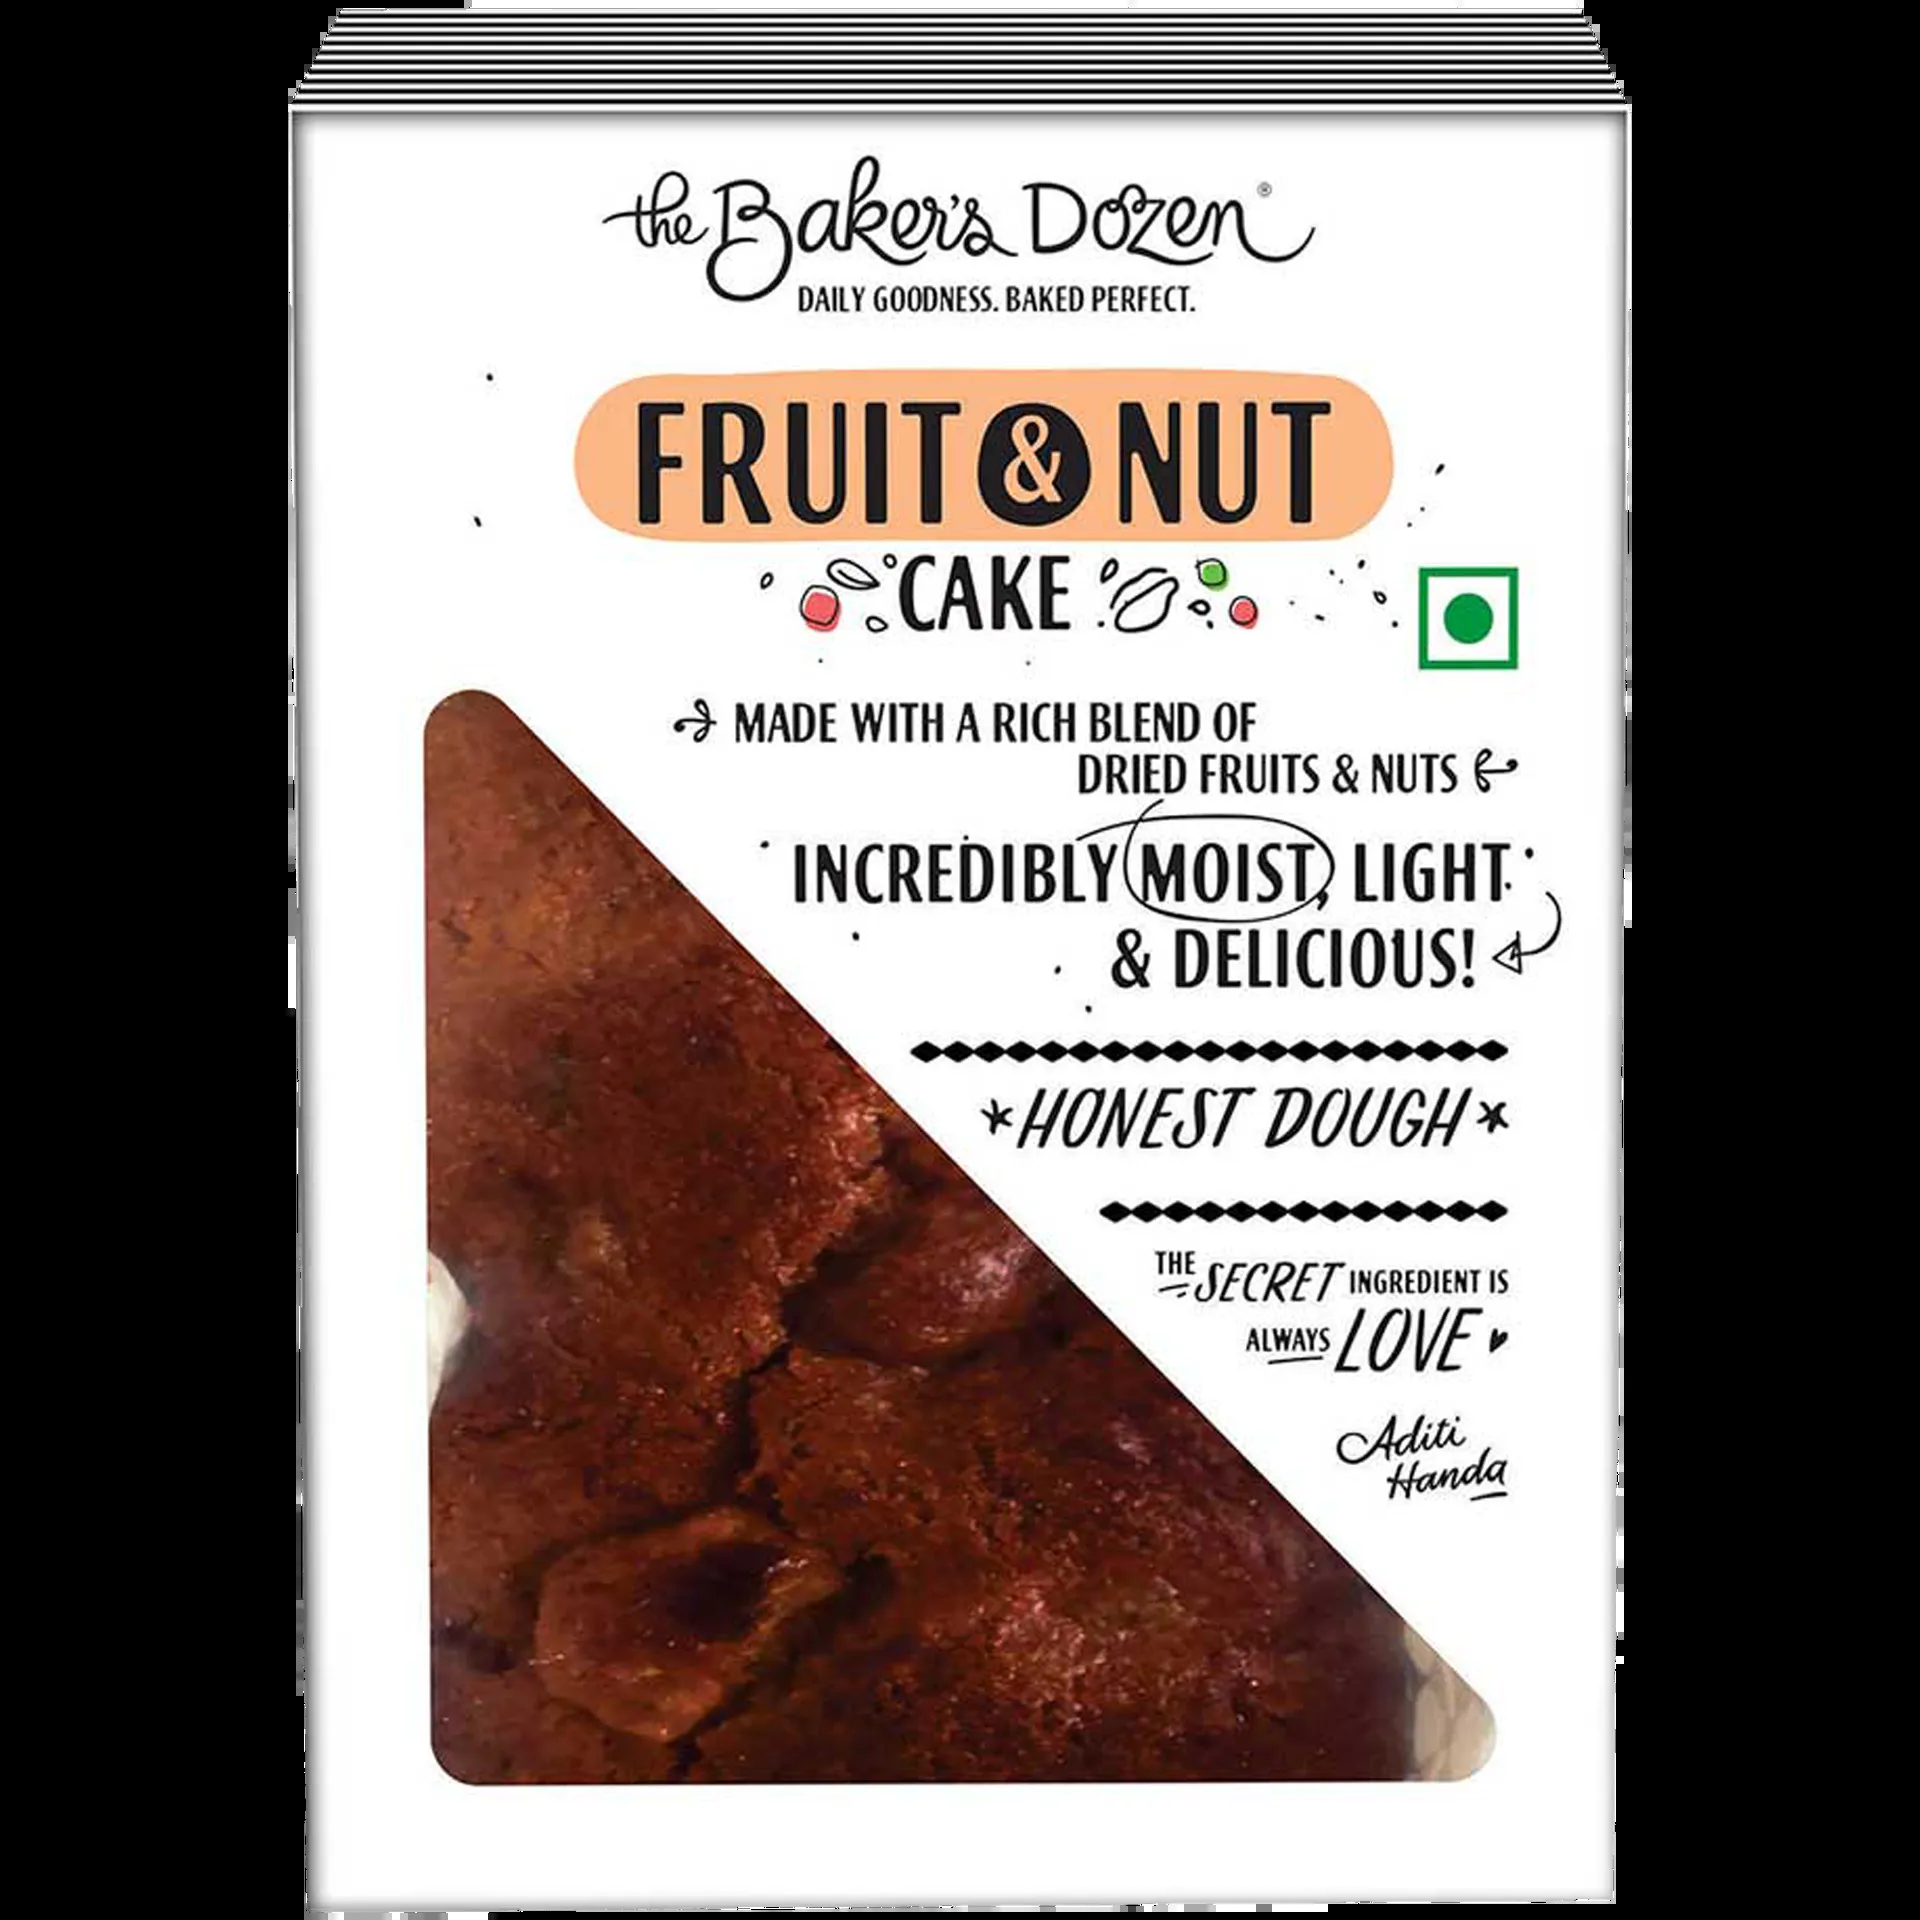 the Baker's Dozen®
DAILY GOODNESS. BAKED PERFECT.
FRUIT & NUT
CAKE
MADE WITH A RICH BLEND OF
DRIED FRUITS & NUTS
INCREDIBLY MOIST, LIGHT
& DELICIOUS!
*HONEST DOUGH*
THE SECRET INGREDIENT IS
ALWAYS LOVE
Aditi
Handa